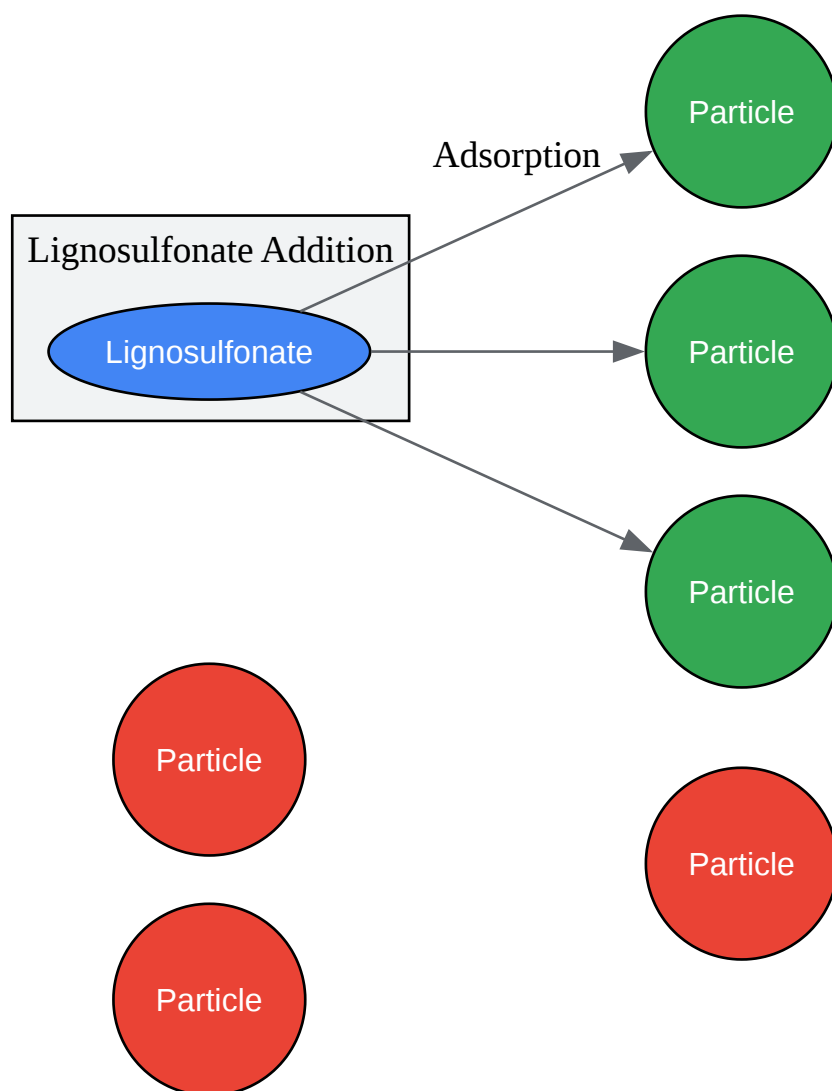 Particle
Adsorption
Lignosulfonate Addition
Lignosulfonate
Particle
Particle
Particle
Particle
Particle